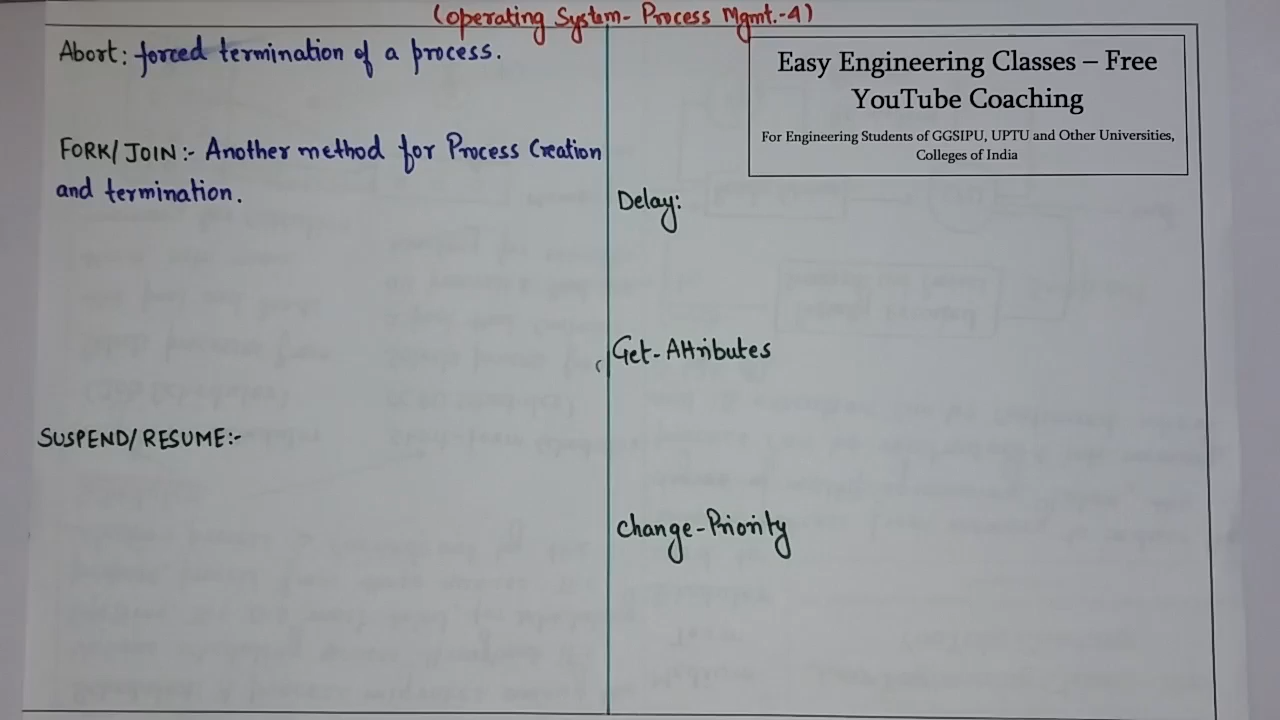 (Operating System- Process Mgmt.-4)
Abort: forced termination of a process.
FORK/JOIN:- Another method for Process Creation
and termination.
SUSPEND/RESUME:-
Easy Engineering Classes – Free
YouTube Coaching
For Engineering Students of GGSIPU, UPTU and Other Universities,
Colleges of India
Delay:
Get-Attributes
Change-Priority